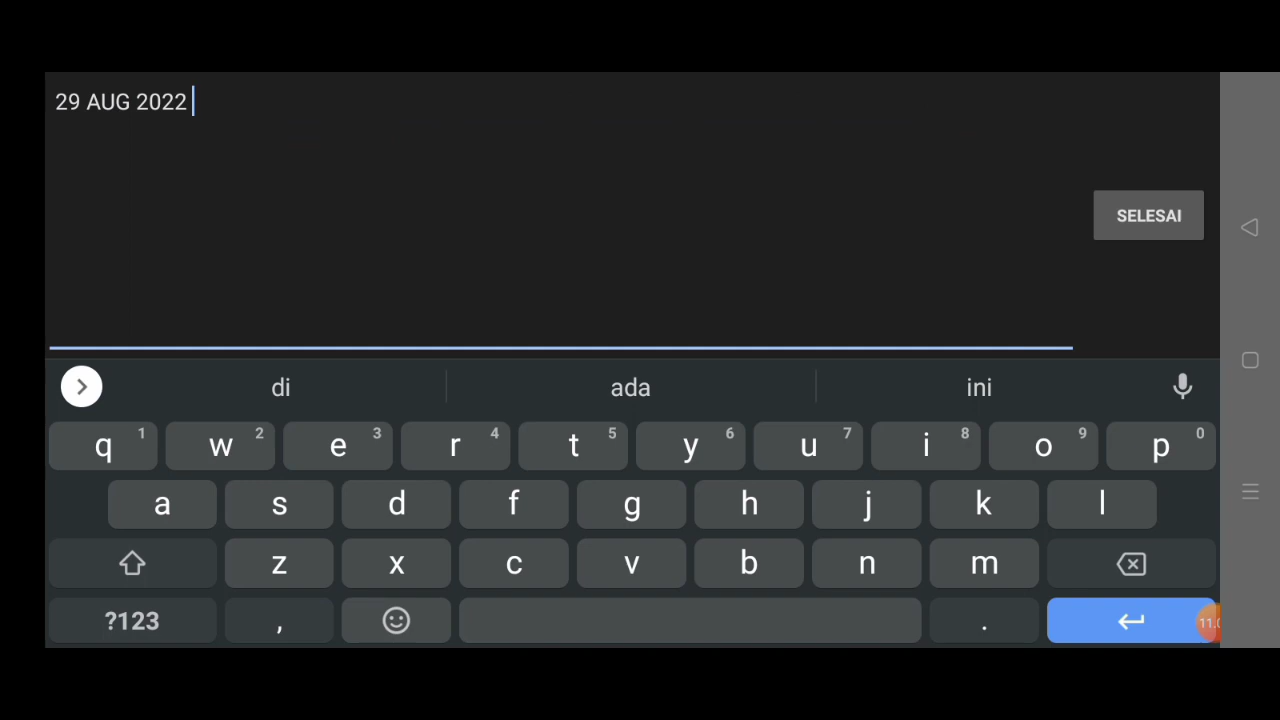 29 AUG 2022
SELESAI
di ada ini
q 1 w 2 e 3 r 4 t 5 y 6 u 7 i 8 o 9 p 0
a s d f g h j k l
z x c v b n m
?123 , .